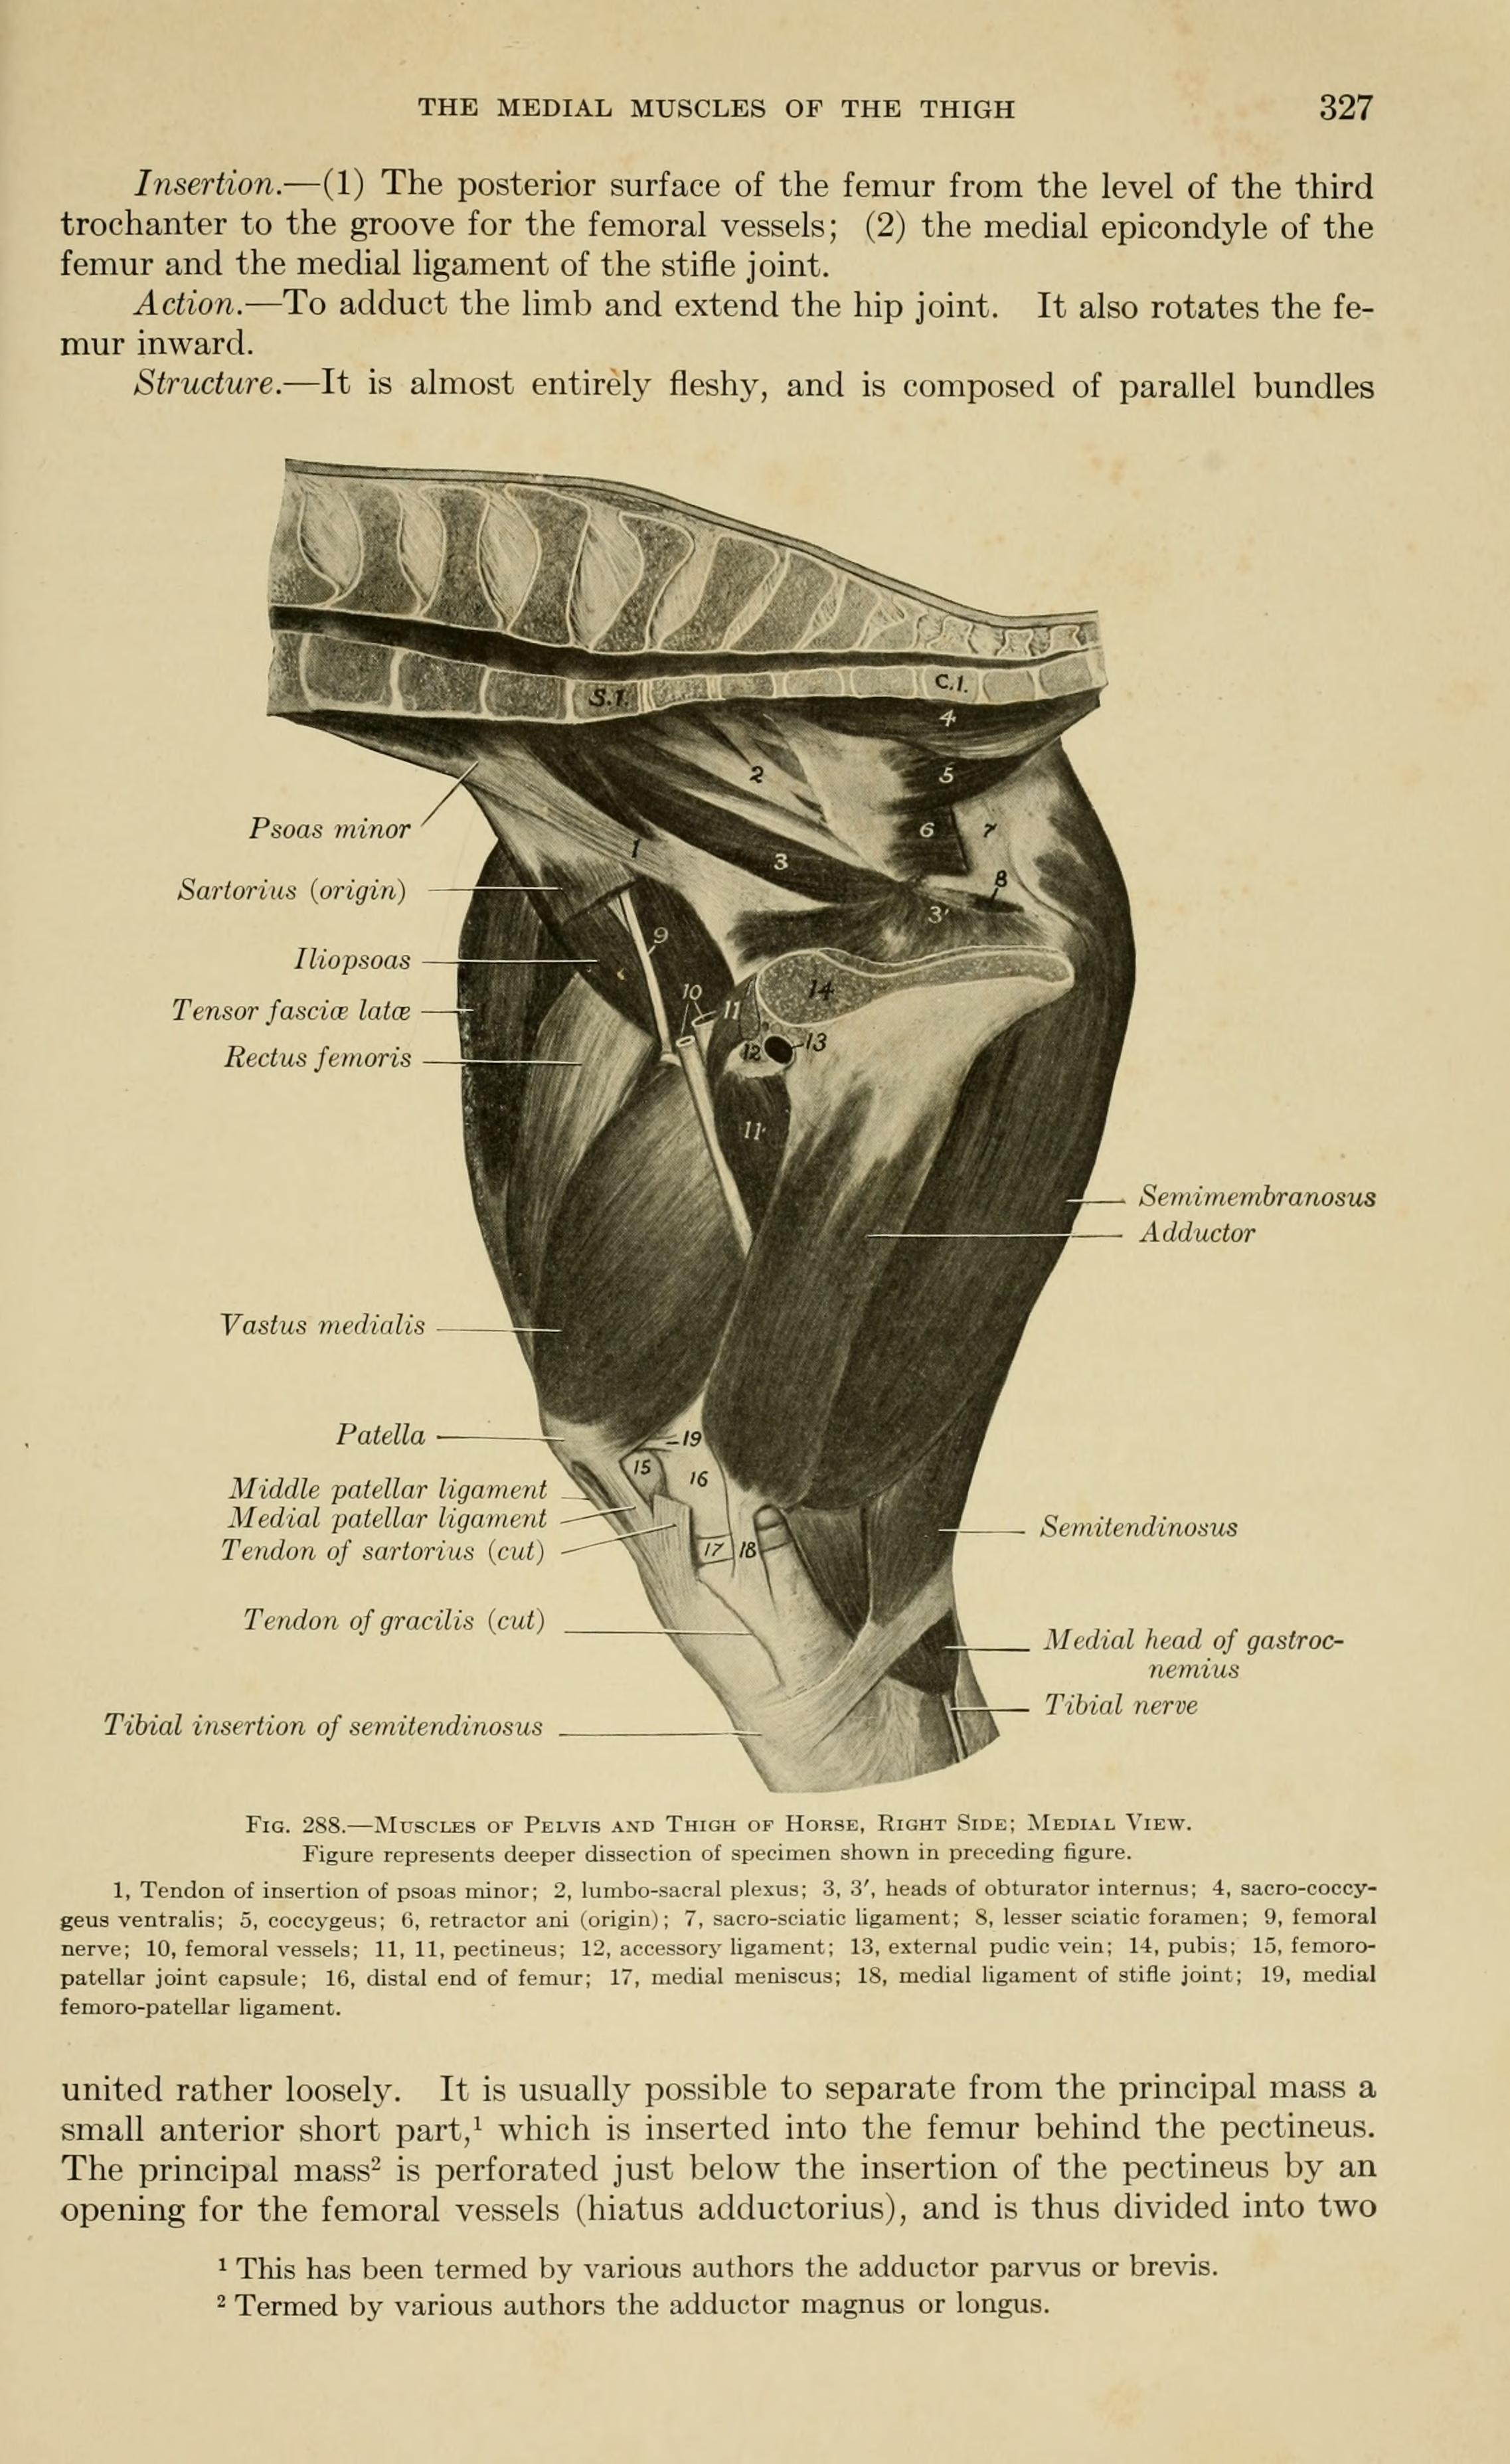 THE MEDIAL MUSCLES OF THE THIGH 327
Insertion.—(1) The posterior surface of the femur from the level of the third
trochanter to the groove for the femoral vessels; (2) the medial epicondyle of the
femur and the medial ligament of the stifle joint.
Action.—To adduct the limb and extend the hip joint. It also rotates the fe-
mur inward.
Structure.—It is almost entirely fleshy, and is composed of parallel bundles
S.1.
C.1.
4
2
5
Psoas minor
6
7
1
3
8
Sartorius (origin)
3′
9
Iliopsoas
10
14
Tensor fasciæ latæ
11
13
12
Rectus femoris
11
Semimembranosus
Adductor
Vastus medialis
Patella
19
15
16
Middle patellar ligament
Medial patellar ligament
Tendon of sartorius (cut)
17
18
Semitendinosus
Tendon of gracilis (cut)
Medial head of gastroc-
nemius
Tibial nerve
Tibial insertion of semitendinosus
Fig. 288.—Muscles of Pelvis and Thigh of Horse, Right Side; Medial View.
Figure represents deeper dissection of specimen shown in preceding figure.
1, Tendon of insertion of psoas minor; 2, lumbo-sacral plexus; 3, 3′, heads of obturator internus; 4, sacro-coccy-
geus ventralis; 5, coccygeus; 6, retractor ani (origin); 7, sacro-sciatic ligament; 8, lesser sciatic foramen; 9, femoral
nerve; 10, femoral vessels; 11, 11, pectineus; 12, accessory ligament; 13, external pudic vein; 14, pubis; 15, femoro-
patellar joint capsule; 16, distal end of femur; 17, medial meniscus; 18, medial ligament of stifle joint; 19, medial
femoro-patellar ligament.
united rather loosely. It is usually possible to separate from the principal mass a
small anterior short part,¹ which is inserted into the femur behind the pectineus.
The principal mass² is perforated just below the insertion of the pectineus by an
opening for the femoral vessels (hiatus adductorius), and is thus divided into two
¹ This has been termed by various authors the adductor parvus or brevis.
² Termed by various authors the adductor magnus or longus.